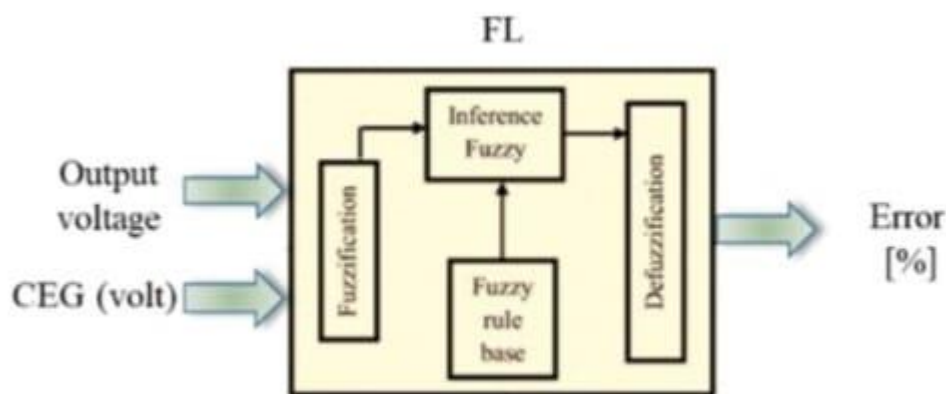 FL
Output
voltage
CEG (volt)
Fuzzification
Inference
Fuzzy
Fuzzy
rule
base
Defuzzification
Error
[%]